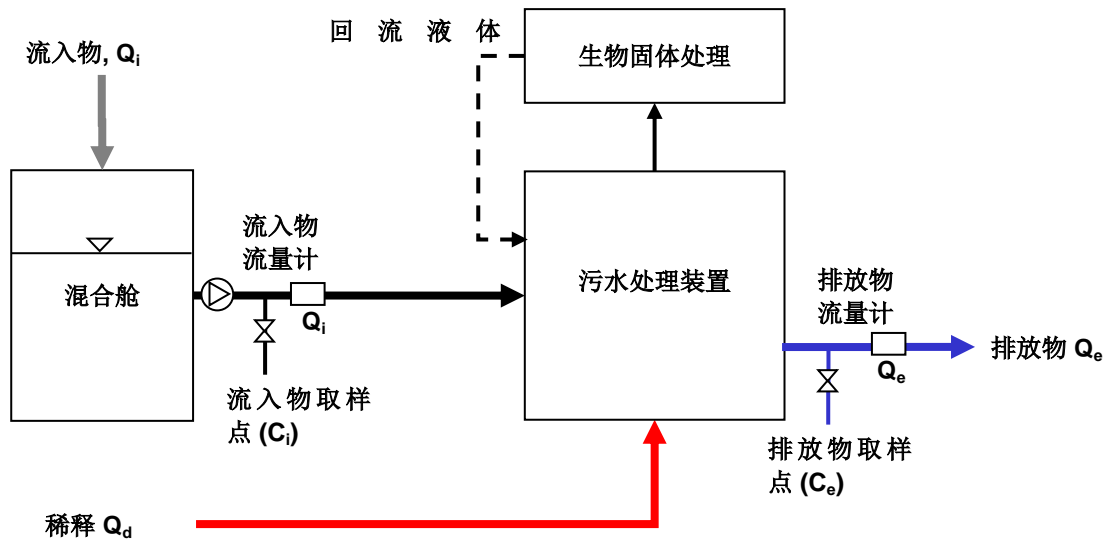 回流液体
生物固体处理
流入物, Qi
流入物
流量计
混合舱
Qi
流入物取样
点 (Ci)
污水处理装置
排放物
流量计
Qe
排放物 Qe
排放物取样
点 (Ce)
稀释 Qd